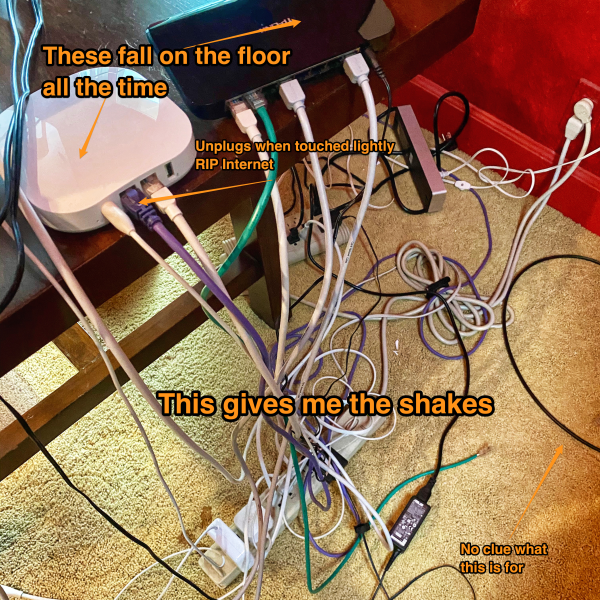 These fall on the floor
all the time
Unplugs when touched lightly
RIP Internet
This gives me the shakes
No clue what
this is for